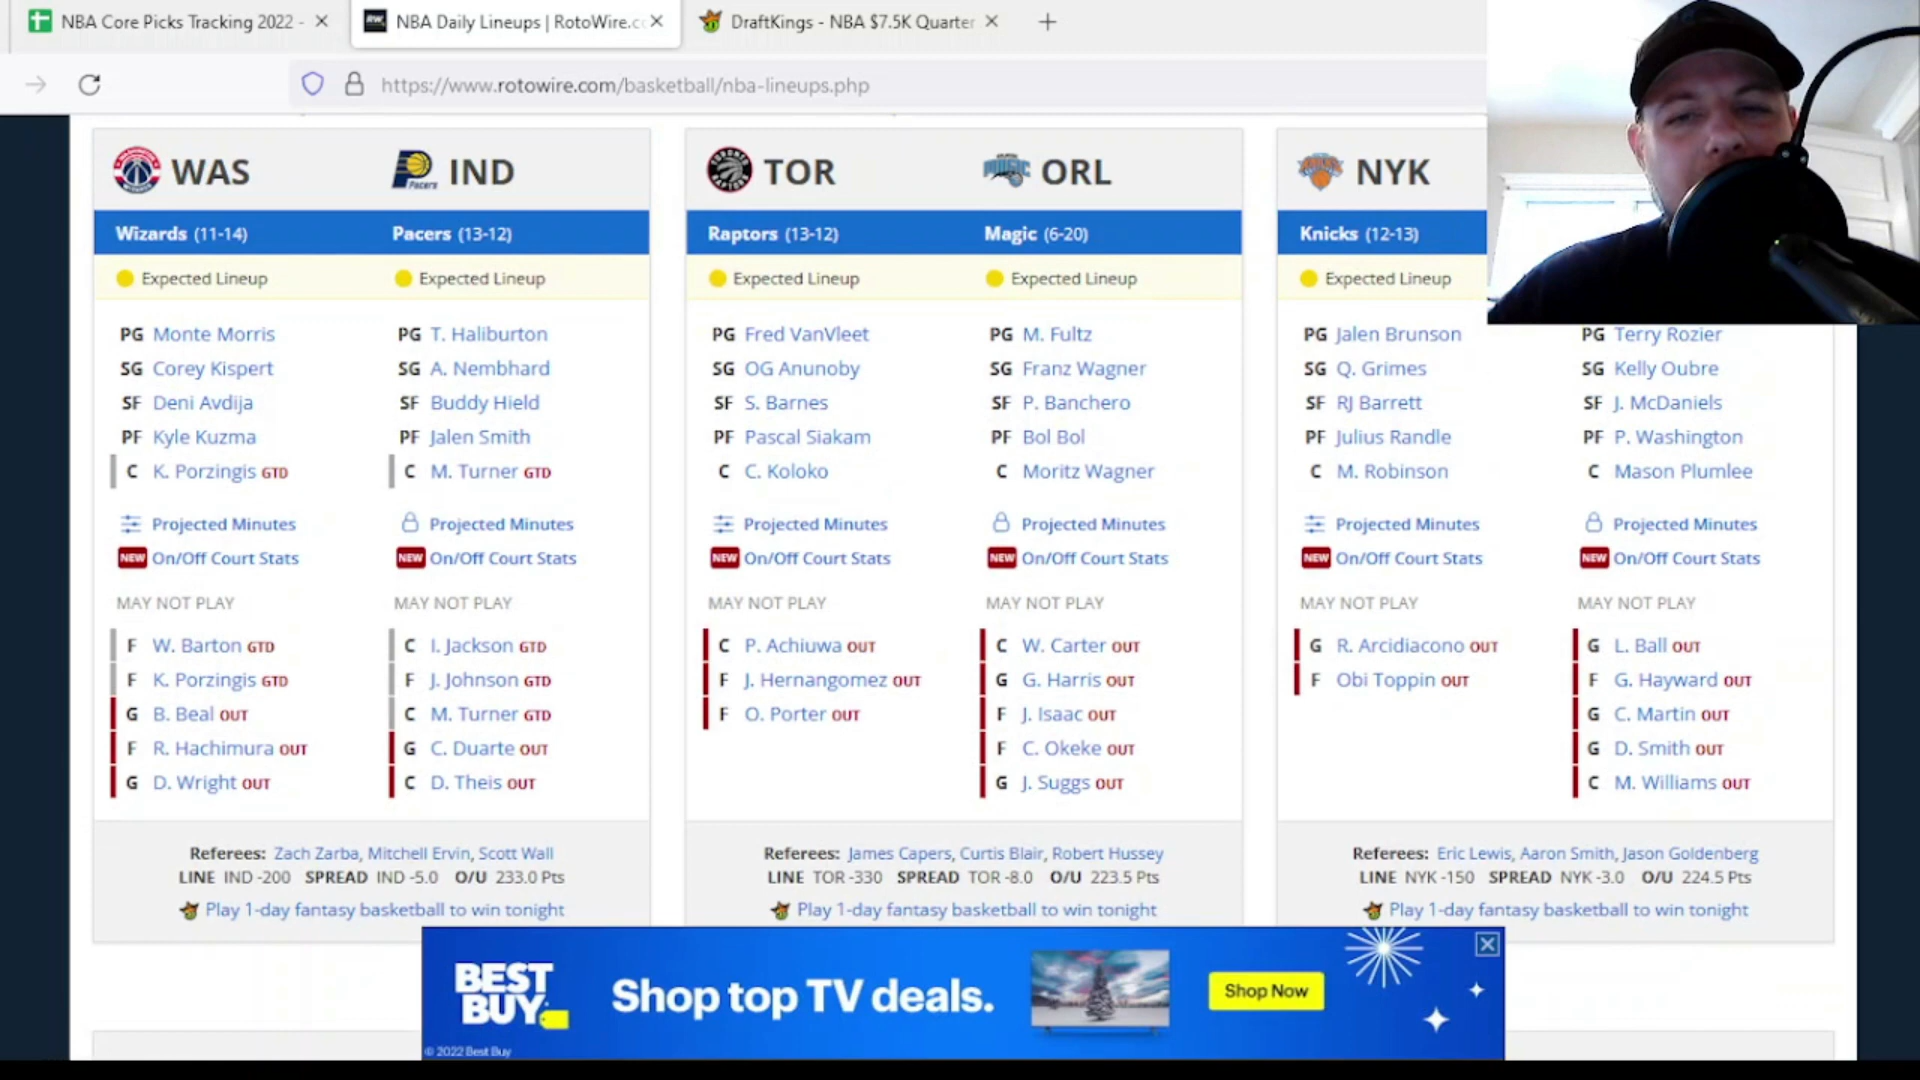 NBA Core Picks Tracking 2022 -
NBA Daily Lineups | RotoWire.c
DraftKings - NBA $7.5K Quarter
https://www.rotowire.com/basketball/nba-lineups.php
WAS
IND
Wizards (11-14)
Pacers (13-12)
Expected Lineup
Expected Lineup
PG Monte Morris
SG Corey Kispert
SF Deni Avdija
PF Kyle Kuzma
C K. Porzingis GTD
PG T. Haliburton
SG A. Nembhard
SF Buddy Hield
PF Jalen Smith
C M. Turner GTD
Projected Minutes
NEW On/Off Court Stats
Projected Minutes
NEW On/Off Court Stats
MAY NOT PLAY
F W. Barton GTD
F K. Porzingis GTD
G B. Beal OUT
F R. Hachimura OUT
G D. Wright OUT
MAY NOT PLAY
C I. Jackson GTD
F J. Johnson GTD
C M. Turner GTD
G C. Duarte OUT
C D. Theis OUT
Referees: Zach Zarba, Mitchell Ervin, Scott Wall
LINE IND -200 SPREAD IND -5.0 O/U 233.0 Pts
Play 1-day fantasy basketball to win tonight
TOR
ORL
Raptors (13-12)
Magic (6-20)
Expected Lineup
Expected Lineup
PG Fred VanVleet
SG OG Anunoby
SF S. Barnes
PF Pascal Siakam
C C. Koloko
PG M. Fultz
SG Franz Wagner
SF P. Banchero
PF Bol Bol
C Moritz Wagner
Projected Minutes
NEW On/Off Court Stats
Projected Minutes
NEW On/Off Court Stats
MAY NOT PLAY
C P. Achiuwa OUT
F J. Hernangomez OUT
F O. Porter OUT
MAY NOT PLAY
C W. Carter OUT
G G. Harris OUT
F J. Isaac OUT
F C. Okeke OUT
G J. Suggs OUT
Referees: James Capers, Curtis Blair, Robert Hussey
LINE TOR -330 SPREAD TOR -8.0 O/U 223.5 Pts
Play 1-day fantasy basketball to win tonight
NYK
Knicks (12-13)
Expected Lineup
PG Jalen Brunson
SG Q. Grimes
SF RJ Barrett
PF Julius Randle
C M. Robinson
PG Terry Rozier
SG Kelly Oubre
SF J. McDaniels
PF P. Washington
C Mason Plumlee
Projected Minutes
NEW On/Off Court Stats
Projected Minutes
NEW On/Off Court Stats
MAY NOT PLAY
G R. Arcidiacono OUT
F Obi Toppin OUT
MAY NOT PLAY
G L. Ball OUT
F G. Hayward OUT
G C. Martin OUT
G D. Smith OUT
C M. Williams OUT
Referees: Eric Lewis, Aaron Smith, Jason Goldenberg
LINE NYK -150 SPREAD NYK -3.0 O/U 224.5 Pts
Play 1-day fantasy basketball to win tonight
BEST
BUY
Shop top TV deals.
Shop Now
© 2022 Best Buy